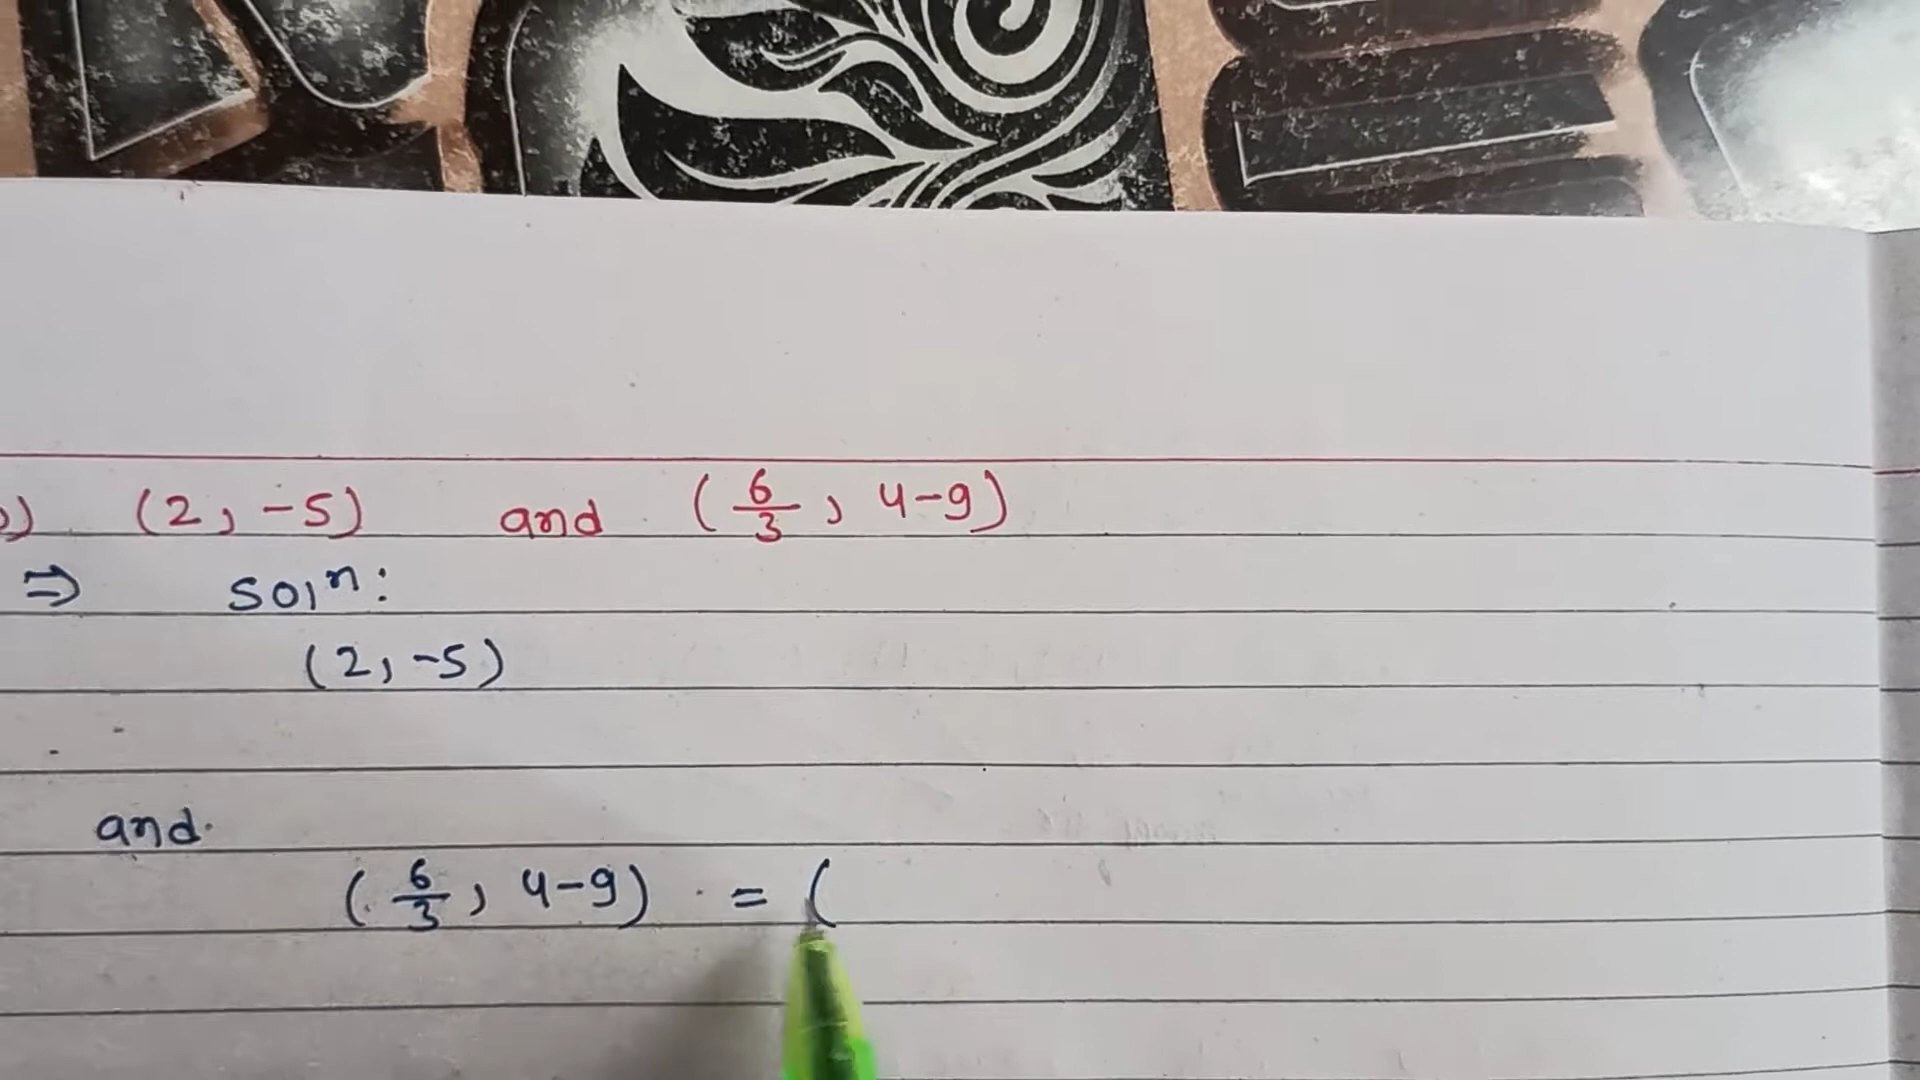 ) (2, -5) and (6/3, 4-9)
⇒ Solⁿ:
(2, -5)
and
(6/3, 4-9) = (